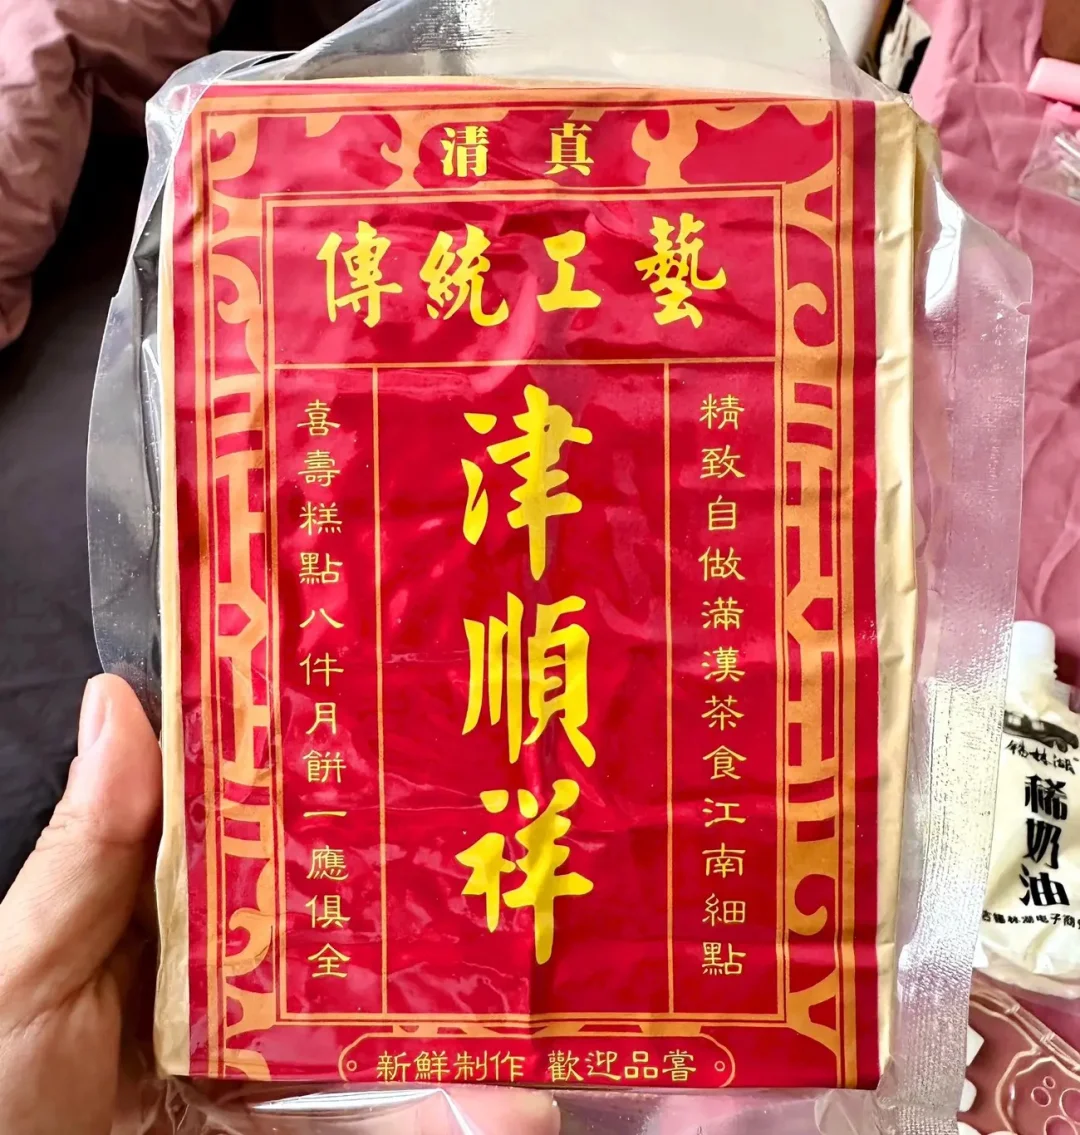 清真
傳統工藝
精致自做滿漢茶食江南細點
津順祥
喜壽糕點八件月餅一應俱全
新鮮制作 歡迎品嘗
稀奶油